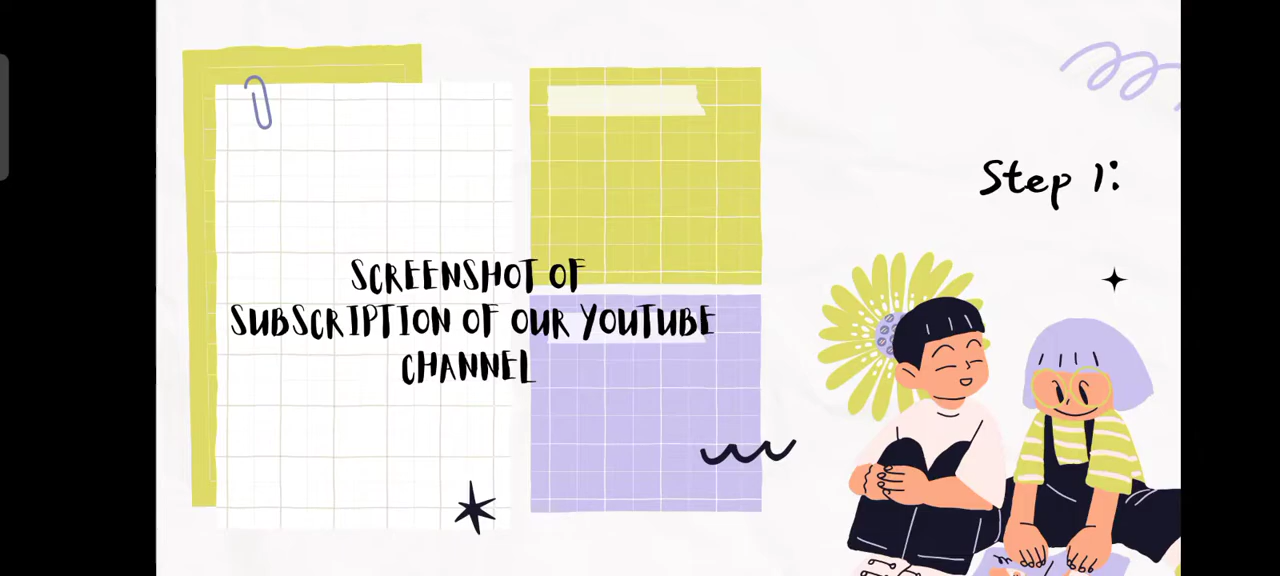 Step 1:
SCREENSHOT OF
SUBSCRIPTION OF OUR YOUTUBE
CHANNEL